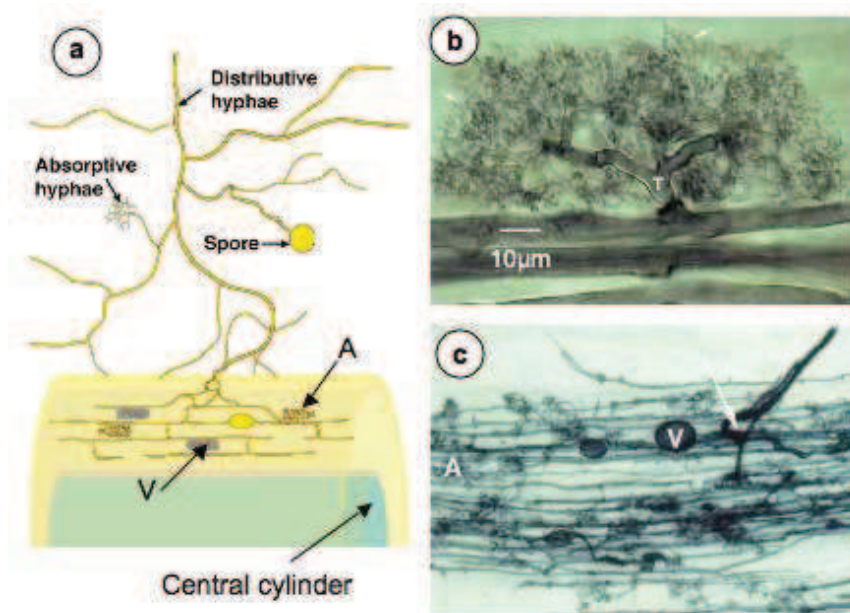 a
Distributive
hyphae
Absorptive
hyphae
Spore
A
V
Central cylinder
b
T
10µm
c
V
A